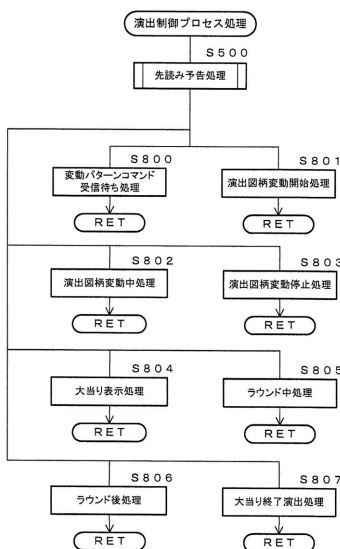 演出制御プロセス処理
S500
先読み予告処理
S800
変動パターンコマンド
受信待ち処理
RET
S801
演出図柄変動開始処理
RET
S802
演出図柄変動中処理
RET
S803
演出図柄変動停止処理
RET
S804
大当り表示処理
RET
S805
ラウンド中処理
RET
S806
ラウンド後処理
RET
S807
大当り終了演出処理
RET